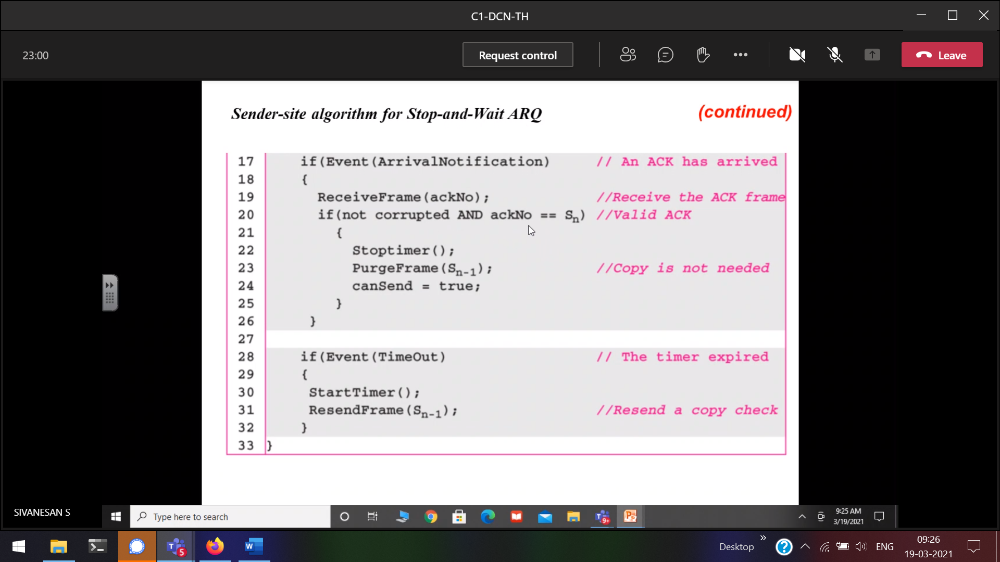 C1-DCN-TH
23:00
Request control
Leave
Sender-site algorithm for Stop-and-Wait ARQ
(continued)
17 if(Event(ArrivalNotification) // An ACK has arrived
18 {
19 ReceiveFrame(ackNo); //Receive the ACK frame
20 if(not corrupted AND ackNo == Sn) //Valid ACK
21 {
22 Stoptimer();
23 PurgeFrame(Sn-1); //Copy is not needed
24 canSend = true;
25 }
26 }
27
28 if(Event(TimeOut) // The timer expired
29 {
30 StartTimer();
31 ResendFrame(Sn-1); //Resend a copy check
32 }
33 }
SIVANESAN S
Type here to search
9+
9:25 AM
3/19/2021
5
Desktop
ENG
09:26
19-03-2021